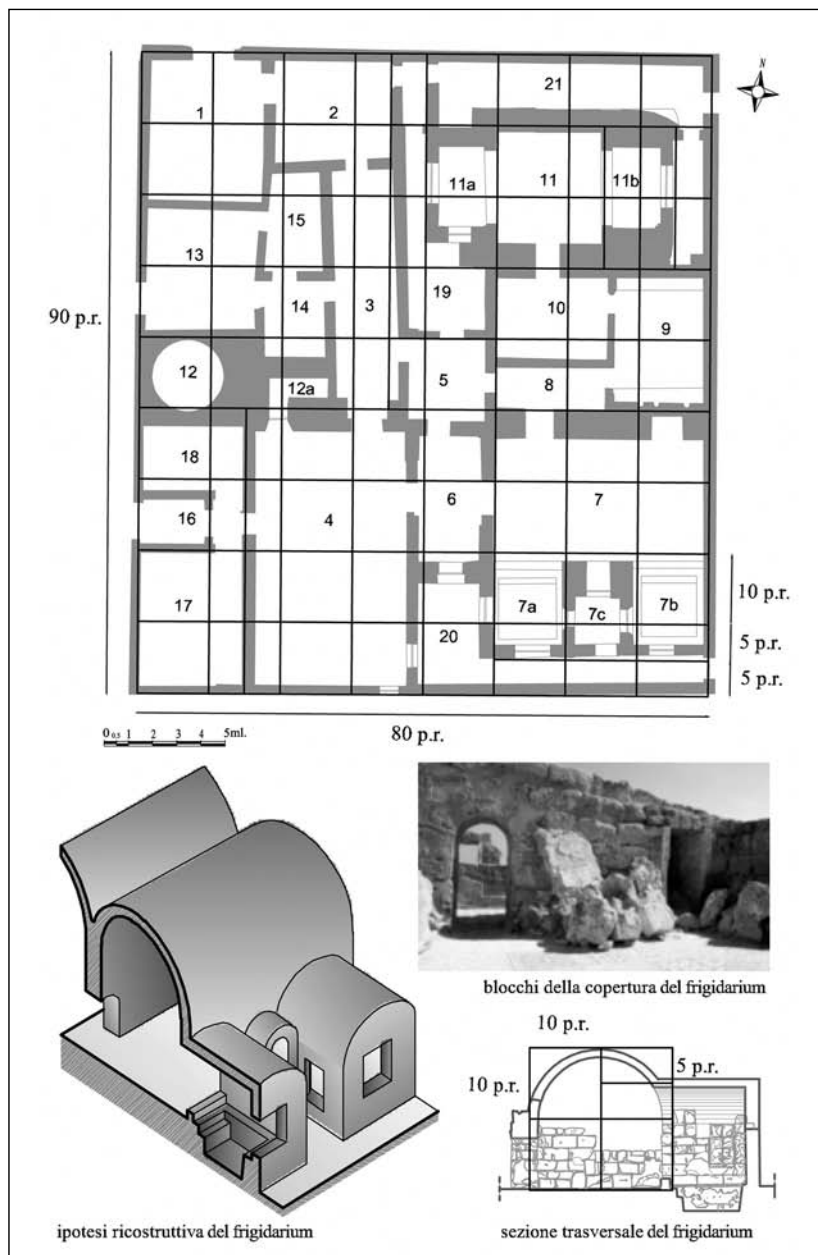 N
21
1
2
11a
11
11b
15
13
90 p.r.
14
3
19
10
9
12
12a
5
8
18
16
4
6
7
17
7a
7c
7b
20
10 p.r.
5 p.r.
5 p.r.
0 0,5 1 2 3 4 5ml.
80 p.r.
blocchi della copertura del frigidarium
10 p.r.
10 p.r.
5 p.r.
ipotesi ricostruttiva del frigidarium
sezione trasversale del frigidarium